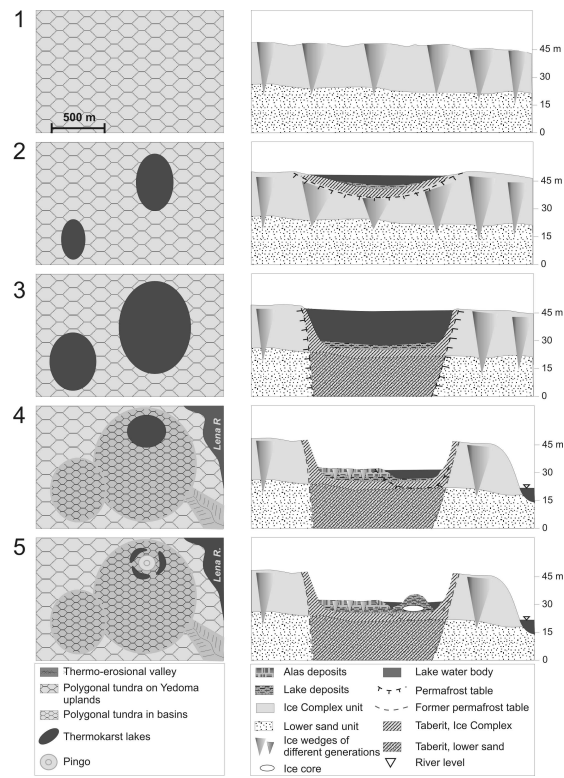 1
500 m
45 m
30
15
0
2
45 m
30
15
0
3
45 m
30
15
0
4
Lena R
45 m
30
15
0
5
Lena R.
45 m
30
15
0
Thermo-erosional valley
Polygonal tundra on Yedoma
uplands
Polygonal tundra in basins
Thermokarst lakes
Pingo
Alas deposits
Lake deposits
Ice Complex unit
Lower sand unit
Ice wedges of
different generations
Ice core
Lake water body
Permafrost table
Former permafrost table
Taberit, Ice Complex
Taberit, lower sand
River level